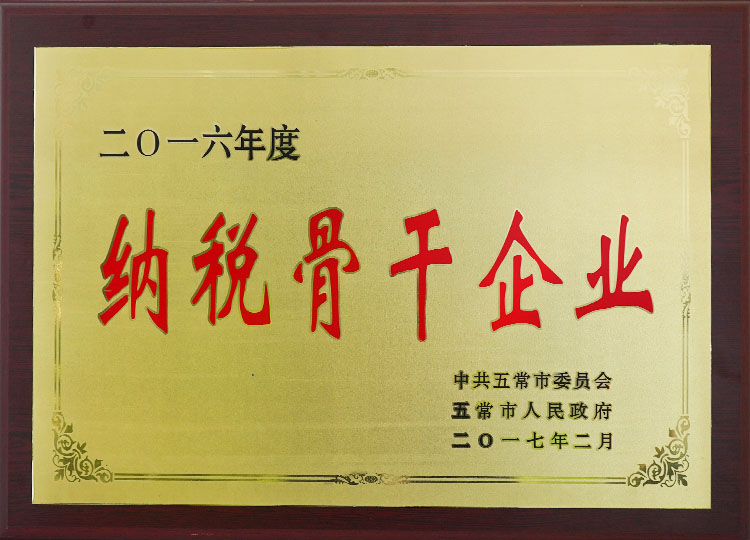 二〇一六年度
纳税骨干企业
中共五常市委员会
五常市人民政府
二〇一七年二月